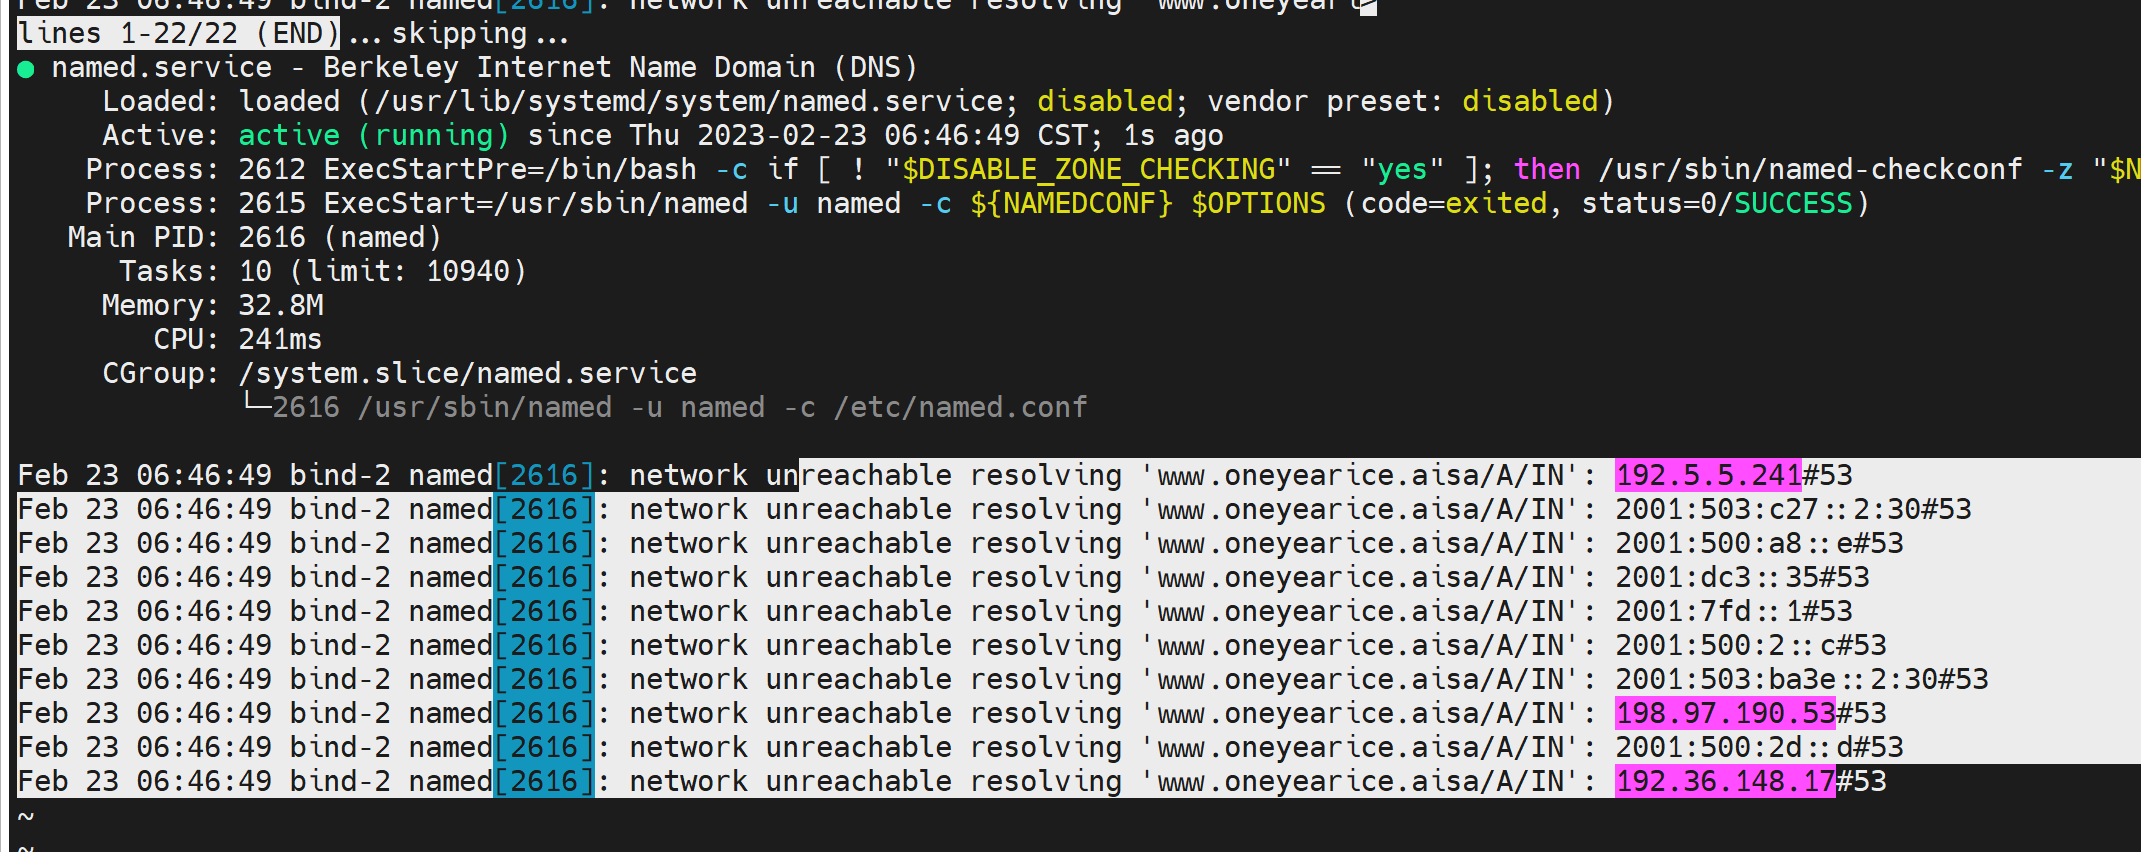 Feb 23 06:46:49 bind-2 named[2616]: network unreachable resolving 'www.oneyeari>
lines 1-22/22 (END)...skipping...
● named.service - Berkeley Internet Name Domain (DNS)
Loaded: loaded (/usr/lib/systemd/system/named.service; disabled; vendor preset: disabled)
Active: active (running) since Thu 2023-02-23 06:46:49 CST; 1s ago
Process: 2612 ExecStartPre=/bin/bash -c if [ ! "$DISABLE_ZONE_CHECKING" == "yes" ]; then /usr/sbin/named-checkconf -z "$N
Process: 2615 ExecStart=/usr/sbin/named -u named -c ${NAMEDCONF} $OPTIONS (code=exited, status=0/SUCCESS)
Main PID: 2616 (named)
Tasks: 10 (limit: 10940)
Memory: 32.8M
CPU: 241ms
CGroup: /system.slice/named.service
└─2616 /usr/sbin/named -u named -c /etc/named.conf
Feb 23 06:46:49 bind-2 named[2616]: network unreachable resolving 'www.oneyearice.aisa/A/IN': 192.5.5.241#53
Feb 23 06:46:49 bind-2 named[2616]: network unreachable resolving 'www.oneyearice.aisa/A/IN': 2001:503:c27::2:30#53
Feb 23 06:46:49 bind-2 named[2616]: network unreachable resolving 'www.oneyearice.aisa/A/IN': 2001:500:a8::e#53
Feb 23 06:46:49 bind-2 named[2616]: network unreachable resolving 'www.oneyearice.aisa/A/IN': 2001:dc3::35#53
Feb 23 06:46:49 bind-2 named[2616]: network unreachable resolving 'www.oneyearice.aisa/A/IN': 2001:7fd::1#53
Feb 23 06:46:49 bind-2 named[2616]: network unreachable resolving 'www.oneyearice.aisa/A/IN': 2001:500:2::c#53
Feb 23 06:46:49 bind-2 named[2616]: network unreachable resolving 'www.oneyearice.aisa/A/IN': 2001:503:ba3e::2:30#53
Feb 23 06:46:49 bind-2 named[2616]: network unreachable resolving 'www.oneyearice.aisa/A/IN': 198.97.190.53#53
Feb 23 06:46:49 bind-2 named[2616]: network unreachable resolving 'www.oneyearice.aisa/A/IN': 2001:500:2d::d#53
Feb 23 06:46:49 bind-2 named[2616]: network unreachable resolving 'www.oneyearice.aisa/A/IN': 192.36.148.17#53
~
~